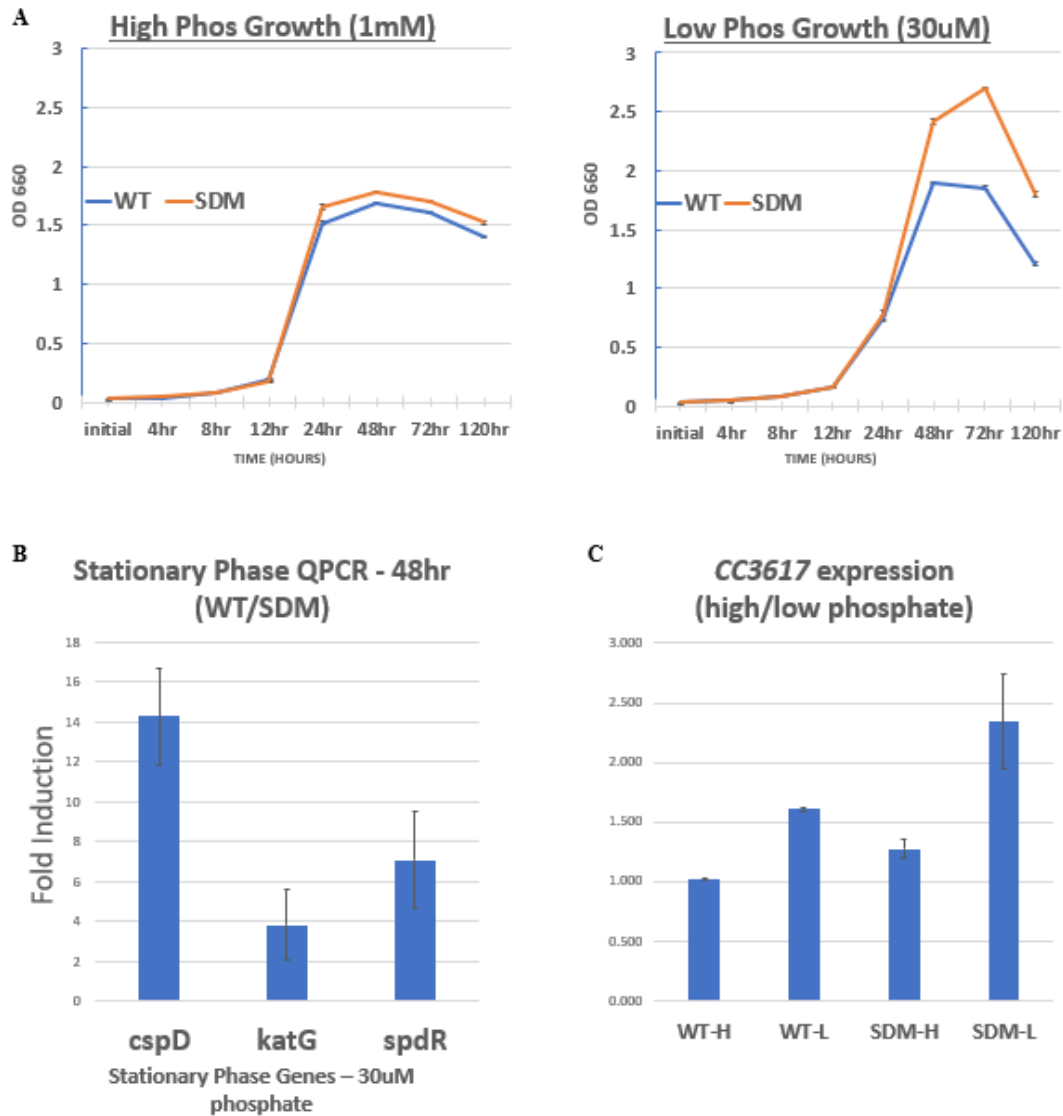 A
High Phos Growth (1mM)
3
2.5
2
1.5
1
0.5
0
OD 660
WT SDM
initial 4hr 8hr 12hr 24hr 48hr 72hr 120hr
TIME (HOURS)
Low Phos Growth (30uM)
3
2.5
2
1.5
1
0.5
0
OD 660
WT SDM
initial 4hr 8hr 12hr 24hr 48hr 72hr 120hr
TIME (HOURS)
B
Stationary Phase QPCR - 48hr
(WT/SDM)
18
16
14
12
10
8
6
4
2
0
Fold Induction
cspD katG spdR
Stationary Phase Genes – 30uM
phosphate
C
CC3617 expression
(high/low phosphate)
3.000
2.500
2.000
1.500
1.000
0.500
0.000
WT-H WT-L SDM-H SDM-L